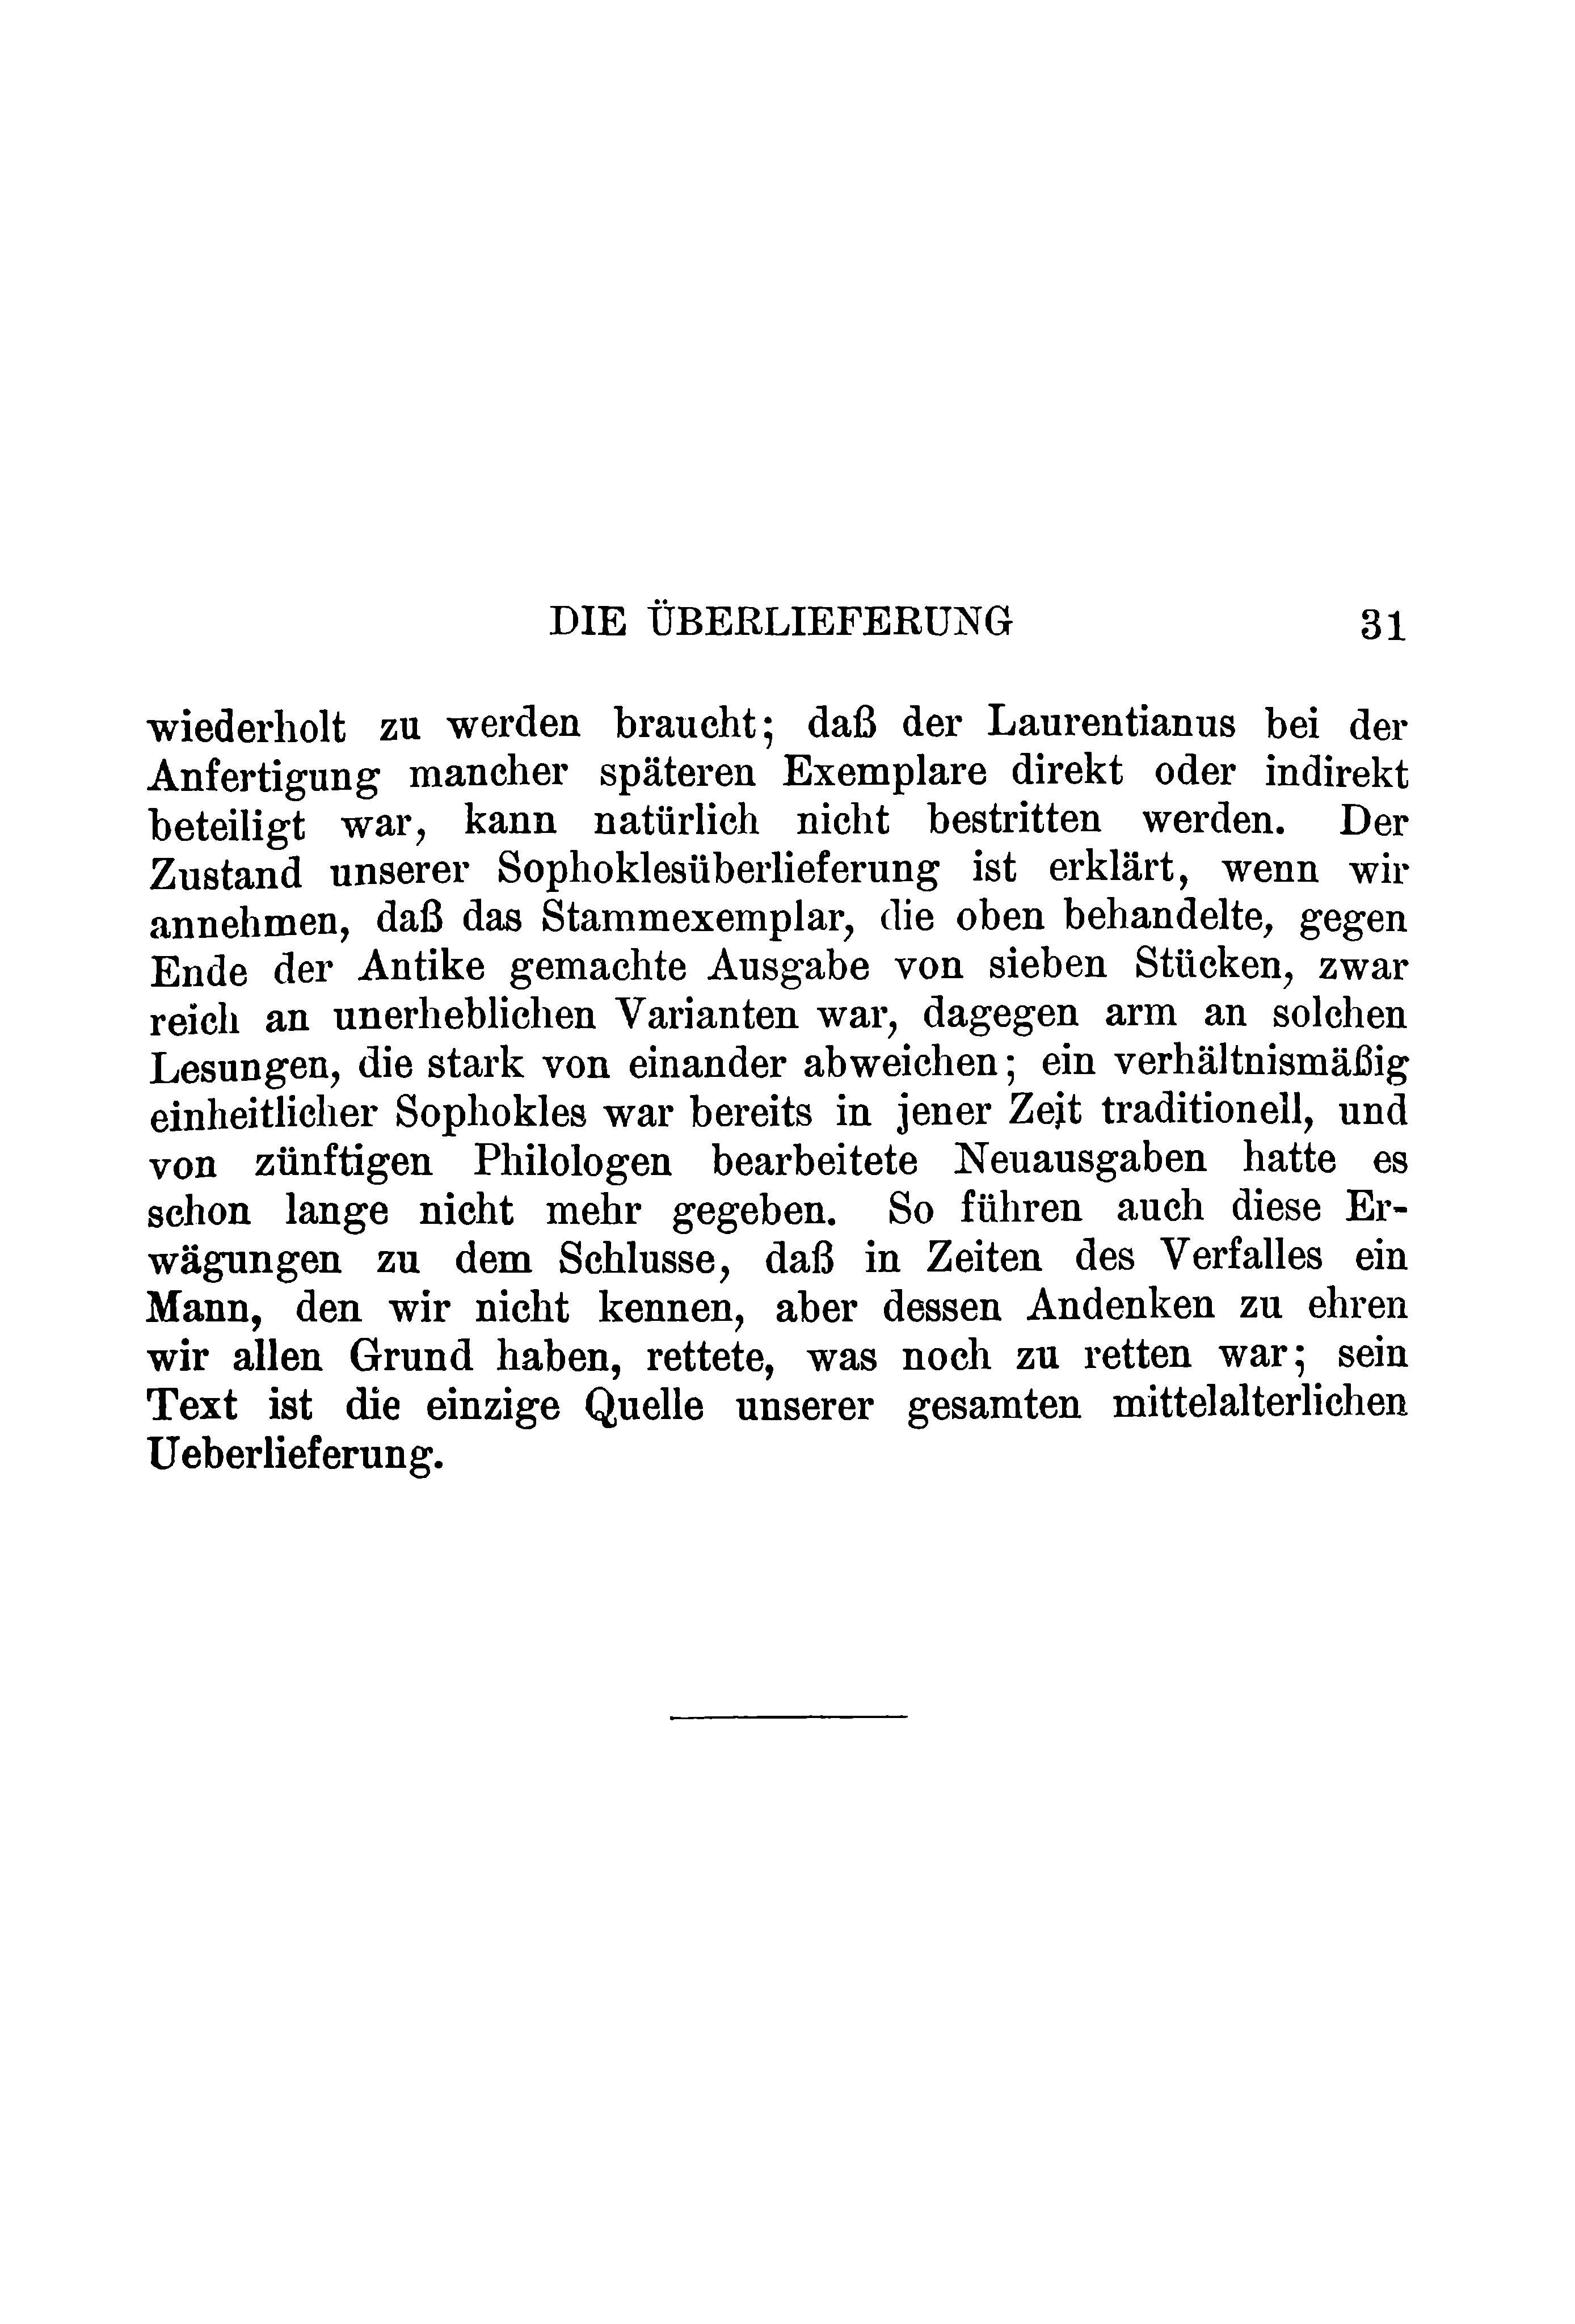 DIE ÜBERLIEFERUNG 31
wiederholt zu werden braucht; daß der Laurentianus bei der
Anfertigung mancher späteren Exemplare direkt oder indirekt
beteiligt war, kann natürlich nicht bestritten werden. Der
Zustand unserer Sophoklesüberlieferung ist erklärt, wenn wir
annehmen, daß das Stammexemplar, die oben behandelte, gegen
Ende der Antike gemachte Ausgabe von sieben Stücken, zwar
reich an unerheblichen Varianten war, dagegen arm an solchen
Lesungen, die stark von einander abweichen; ein verhältnismäßig
einheitlicher Sophokles war bereits in jener Zeit traditionell, und
von zünftigen Philologen bearbeitete Neuausgaben hatte es
schon lange nicht mehr gegeben. So führen auch diese Er-
wägungen zu dem Schlusse, daß in Zeiten des Verfalles ein
Mann, den wir nicht kennen, aber dessen Andenken zu ehren
wir allen Grund haben, rettete, was noch zu retten war; sein
Text ist die einzige Quelle unserer gesamten mittelalterlichen
Ueberlieferung.